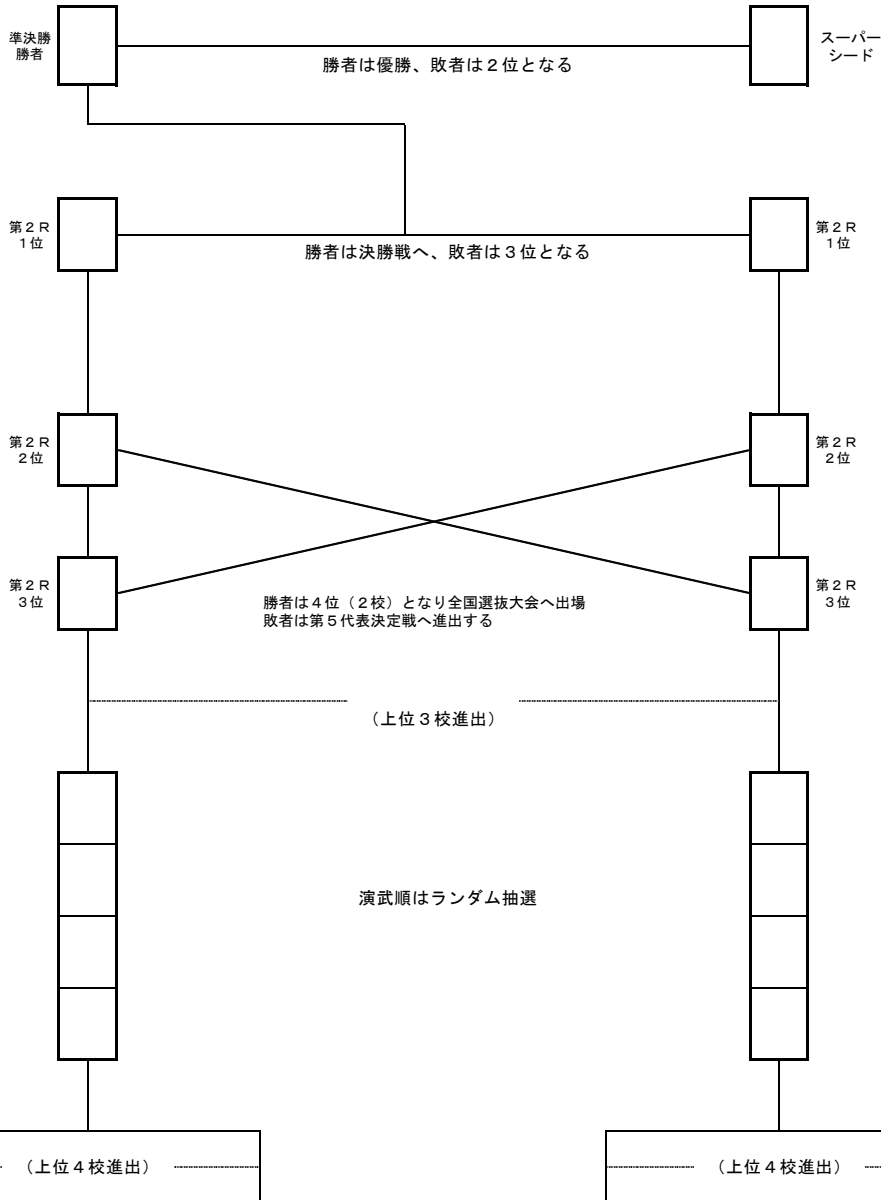 準決勝
勝者
スーパー
シード
勝者は優勝、敗者は２位となる
第２Ｒ
１位
第２Ｒ
１位
勝者は決勝戦へ、敗者は３位となる
第２Ｒ
２位
第２Ｒ
２位
第２Ｒ
３位
第２Ｒ
３位
勝者は４位（２校）となり全国選抜大会へ出場
敗者は第５代表決定戦へ進出する
（上位３校進出）
演武順はランダム抽選
（上位４校進出）
（上位４校進出）